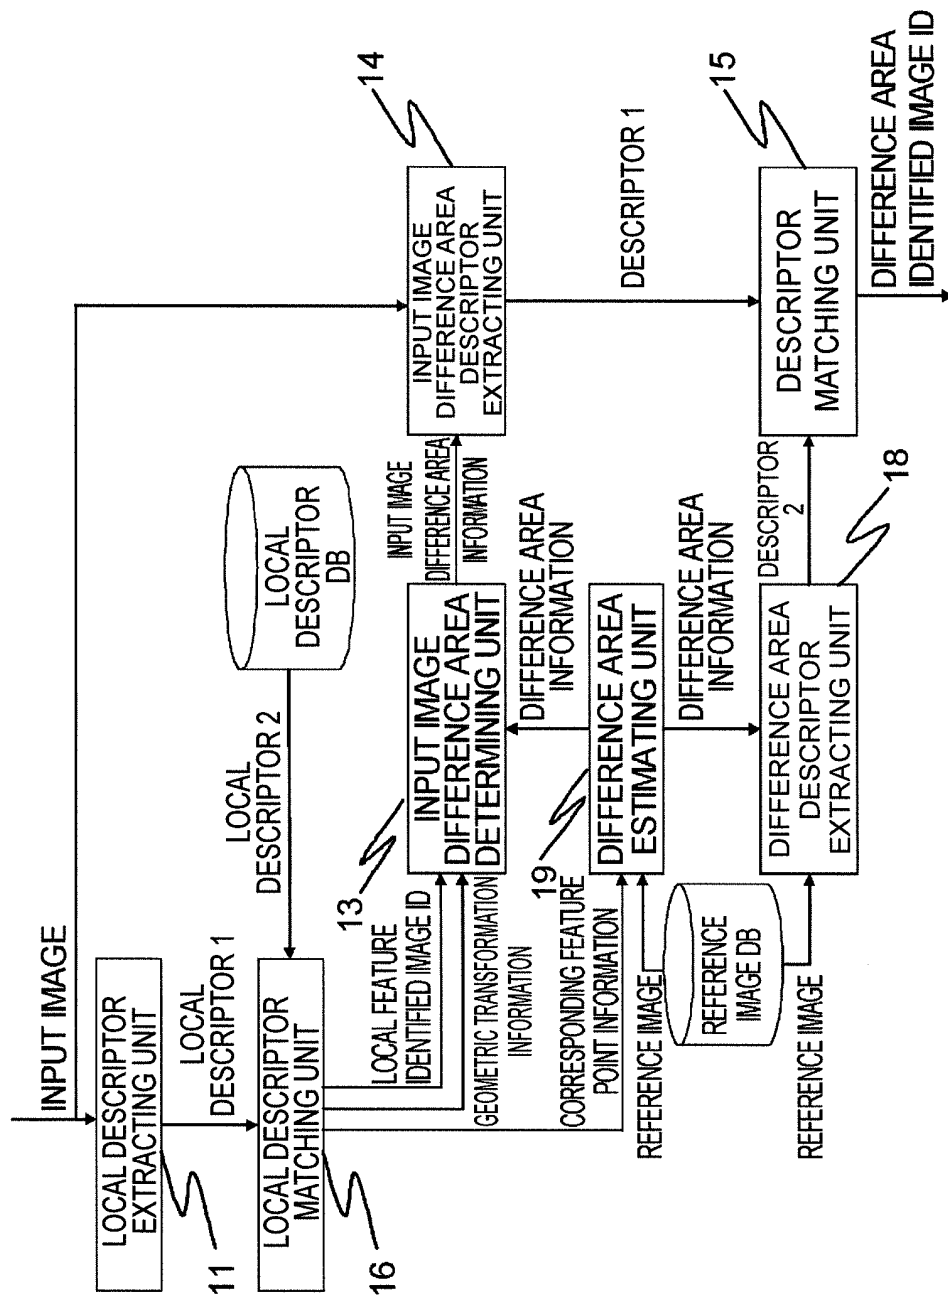 INPUT IMAGE
LOCAL DESCRIPTOR
EXTRACTING UNIT
11
LOCAL
DESCRIPTOR 1
LOCAL DESCRIPTOR
MATCHING UNIT
16
LOCAL
DESCRIPTOR 2
LOCAL
DESCRIPTOR
DB
LOCAL FEATURE
IDENTIFIED IMAGE ID
GEOMETRIC TRANSFORMATION
INFORMATION
CORRESPONDING FEATURE
POINT INFORMATION
REFERENCE IMAGE
REFERENCE
IMAGE DB
REFERENCE IMAGE
13
INPUT IMAGE
DIFFERENCE AREA
DETERMINING UNIT
DIFFERENCE AREA
INFORMATION
19
DIFFERENCE AREA
ESTIMATING UNIT
DIFFERENCE AREA
INFORMATION
DIFFERENCE AREA
DESCRIPTOR
EXTRACTING UNIT
18
INPUT IMAGE
DIFFERENCE AREA
INFORMATION
INPUT IMAGE
DIFFERENCE AREA
DESCRIPTOR
EXTRACTING UNIT
14
DESCRIPTOR 1
DESCRIPTOR
2
DESCRIPTOR
MATCHING UNIT
15
DIFFERENCE AREA
IDENTIFIED IMAGE ID